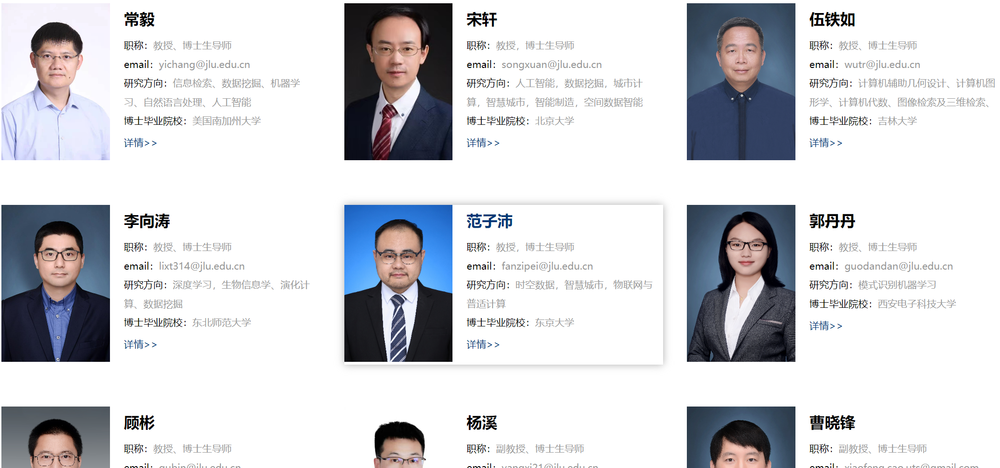 常毅
职称：教授、博士生导师
email：yichang@jlu.edu.cn
研究方向：信息检索、数据挖掘、机器学
习、自然语言处理、人工智能
博士毕业院校：美国南加州大学
详情>>
宋轩
职称：教授，博士生导师
email：songxuan@jlu.edu.cn
研究方向：人工智能，数据挖掘，城市计
算，智慧城市，智能制造，空间数据智能
博士毕业院校：北京大学
详情>>
伍铁如
职称：教授、博士生导师
email：wutr@jlu.edu.cn
研究方向：计算机辅助几何设计、计算机图
形学、计算机代数、图像检索及三维检索、
博士毕业院校：吉林大学
详情>>
李向涛
职称：教授、博士生导师
email：lixt314@jlu.edu.cn
研究方向：深度学习，生物信息学、演化计
算、数据挖掘
博士毕业院校：东北师范大学
详情>>
范子沛
职称：教授，博士生导师
email：fanzipei@jlu.edu.cn
研究方向：时空数据，智慧城市，物联网与
普适计算
博士毕业院校：东京大学
详情>>
郭丹丹
职称：教授、博士生导师
email：guodandan@jlu.edu.cn
研究方向：模式识别机器学习
博士毕业院校：西安电子科技大学
详情>>
顾彬
职称：教授、博士生导师
email：gubin@jlu.edu.cn
杨溪
职称：副教授、博士生导师
email：yangxi21@jlu.edu.cn
曹晓锋
职称：副教授、博士生导师
email：xiaofeng.cao.uts@gmail.com